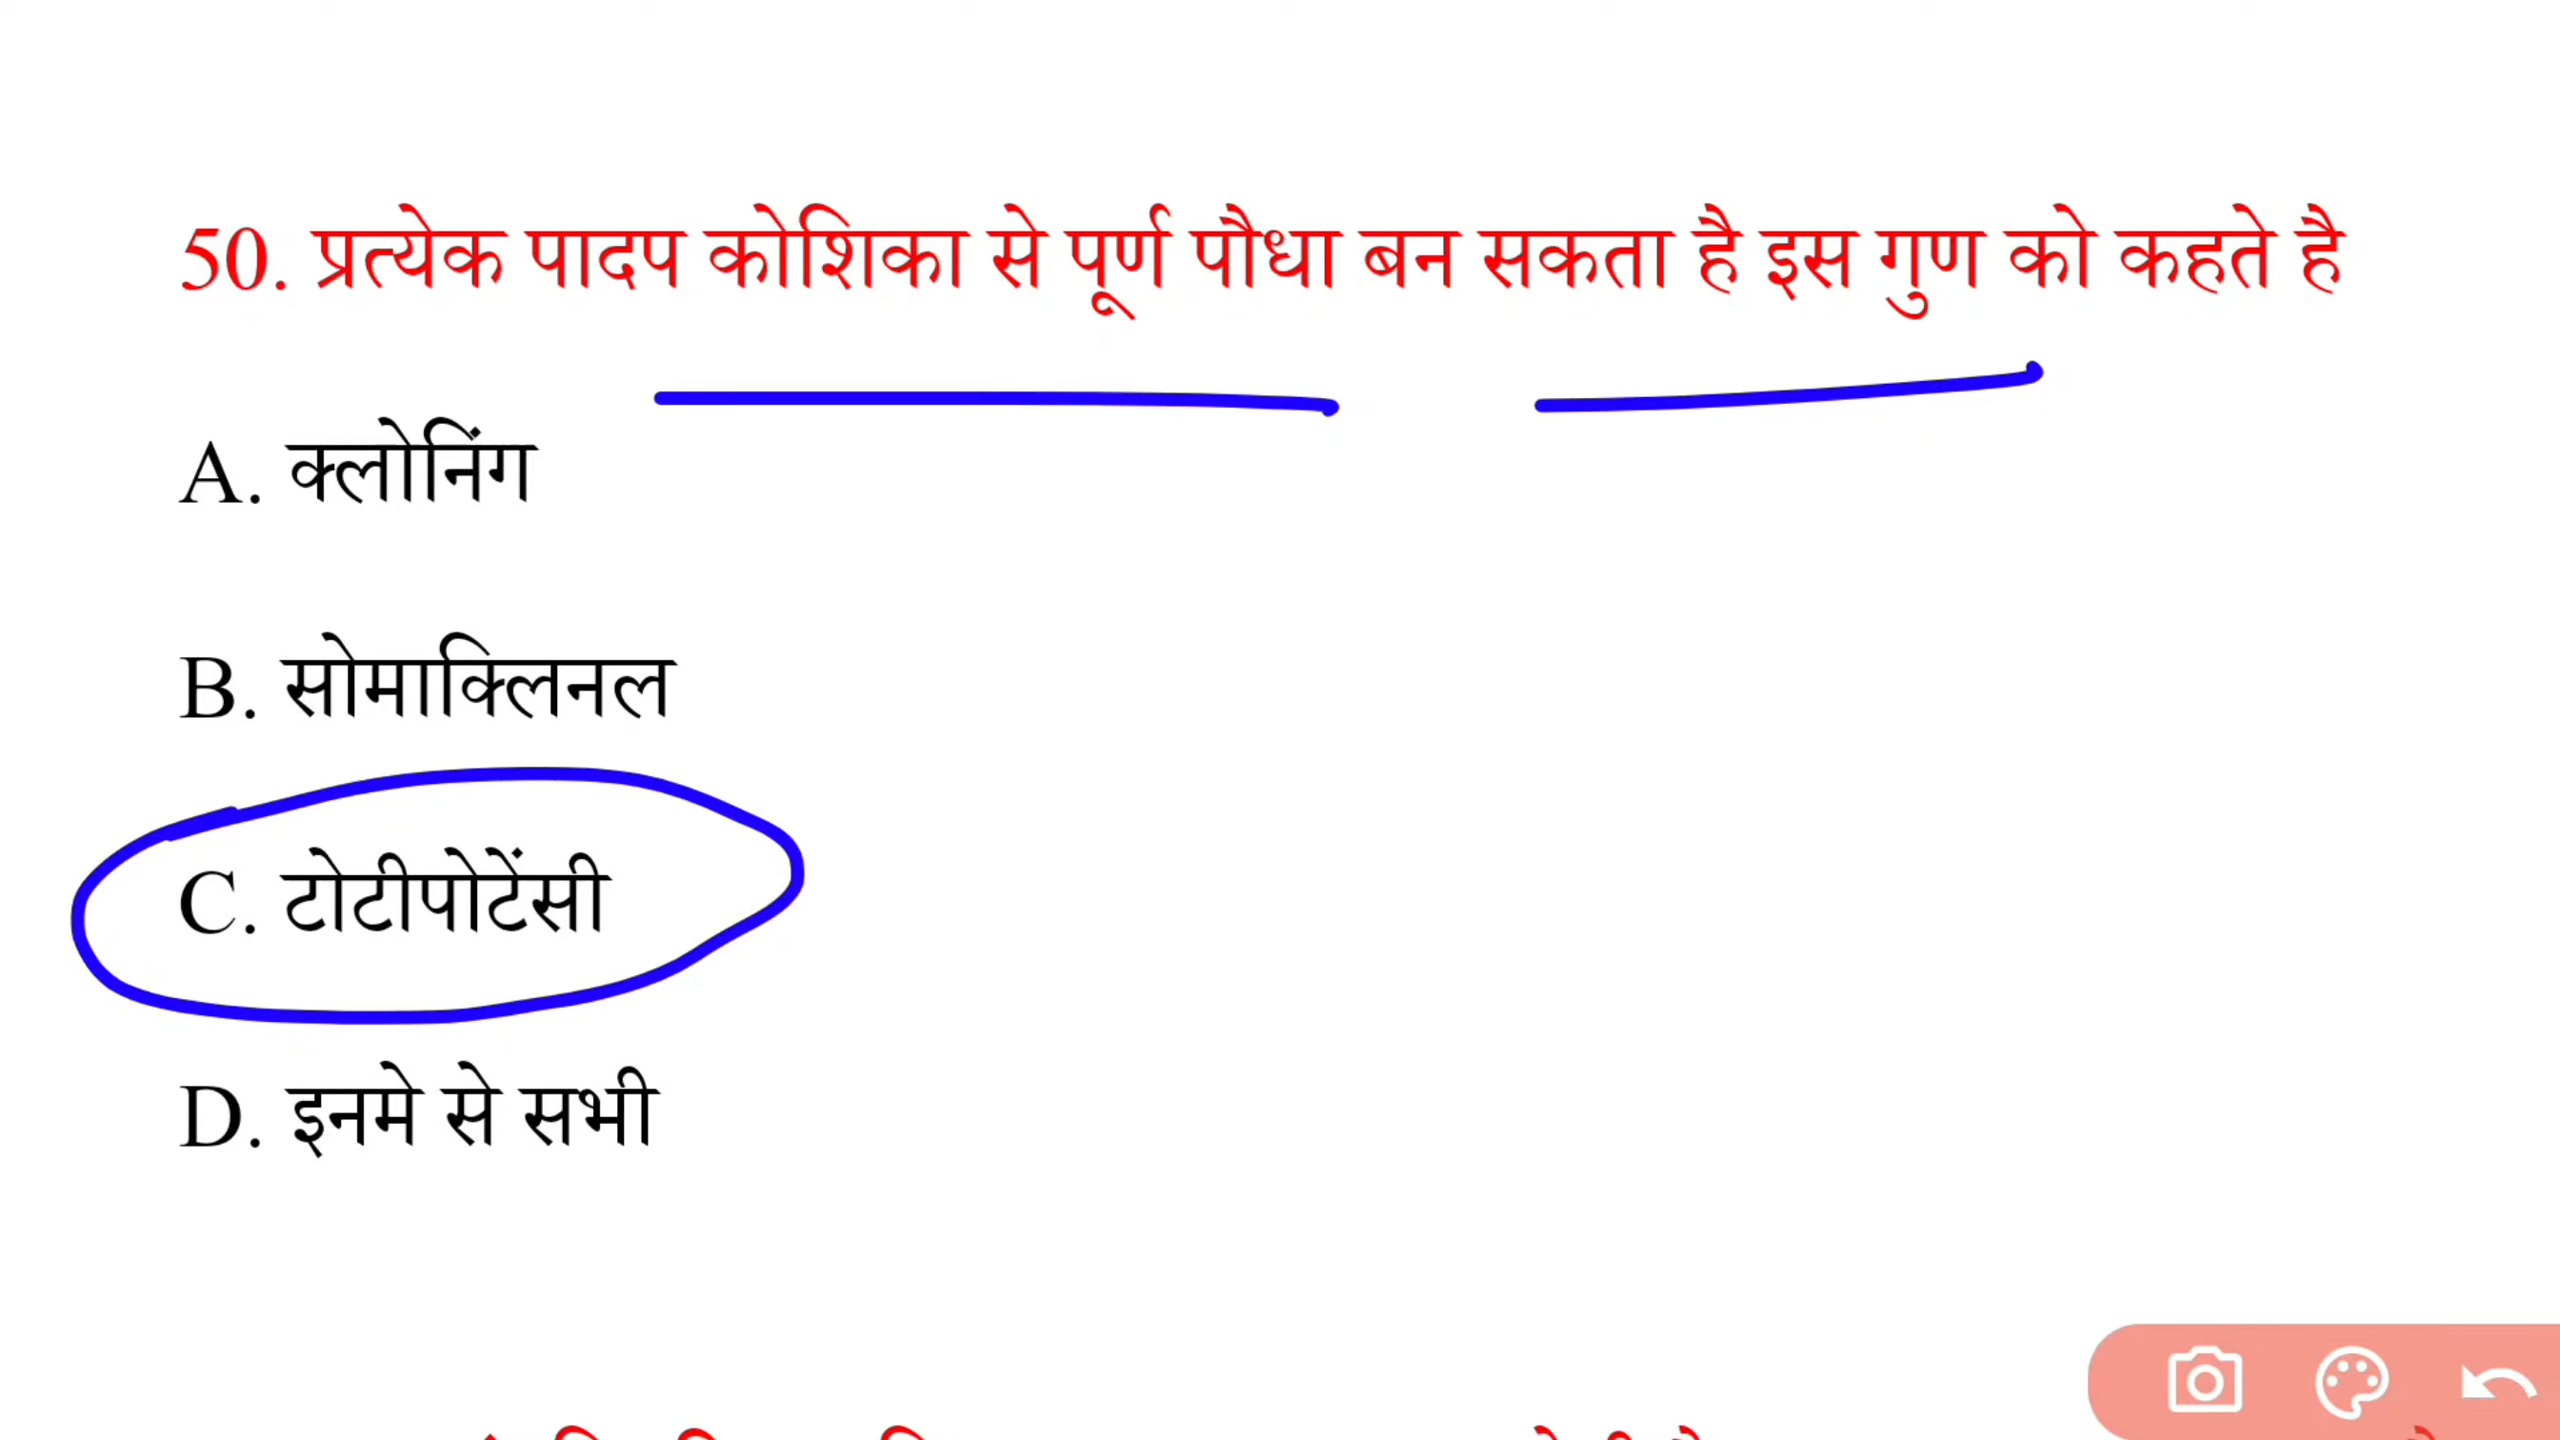 50. प्रत्येक पादप कोशिका से पूर्ण पौधा बन सकता है इस गुण को कहते है
A. क्लोनिंग
B. सोमाक्लिनल
C. टोटीपोटेंसी
D. इनमे से सभी